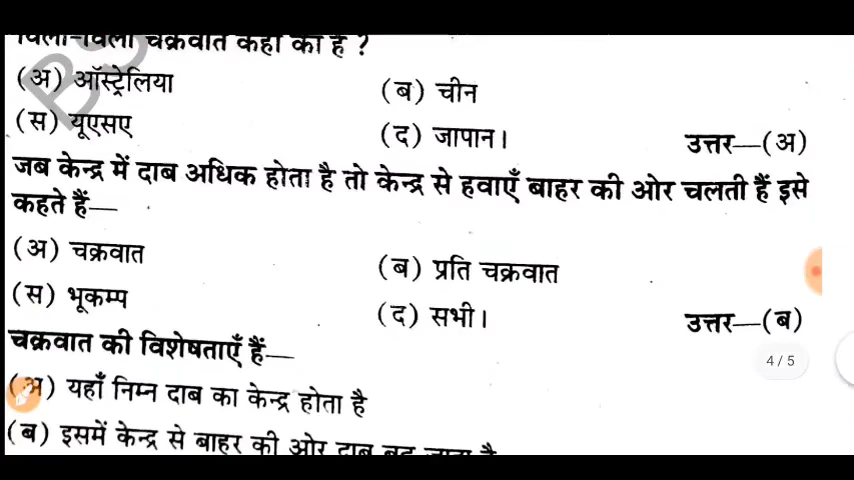 विली-विली चक्रवात कहाँ का है ?
(अ) ऑस्ट्रेलिया
(ब) चीन
(स) यूएसए
(द) जापान।
उत्तर—(अ)
जब केन्द्र में दाब अधिक होता है तो केन्द्र से हवाएँ बाहर की ओर चलती हैं इसे
कहते हैं—
(अ) चक्रवात
(ब) प्रति चक्रवात
(स) भूकम्प
(द) सभी।
उत्तर—(ब)
चक्रवात की विशेषताएँ हैं—
4/5
(अ) यहाँ निम्न दाब का केन्द्र होता है
(ब) इसमें केन्द्र से बाहर की ओर दाब बढ़ जाता है